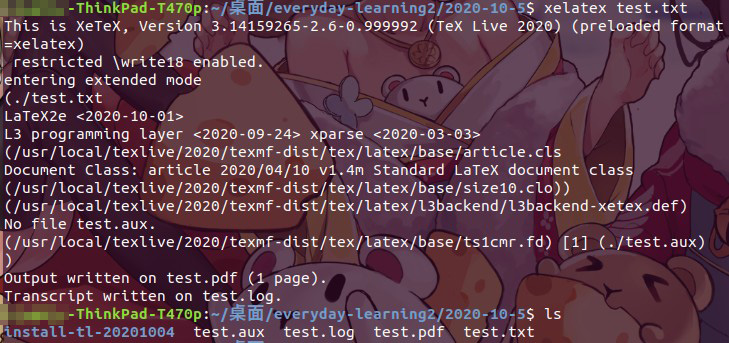 -ThinkPad-T470p:~/桌面/everyday-learning2/2020-10-5$ xelatex test.txt
This is XeTeX, Version 3.14159265-2.6-0.999992 (TeX Live 2020) (preloaded format
=xelatex)
 restricted \write18 enabled.
entering extended mode
(./test.txt
LaTeX2e <2020-10-01>
L3 programming layer <2020-09-24> xparse <2020-03-03>
(/usr/local/texlive/2020/texmf-dist/tex/latex/base/article.cls
Document Class: article 2020/04/10 v1.4m Standard LaTeX document class
(/usr/local/texlive/2020/texmf-dist/tex/latex/base/size10.clo))
(/usr/local/texlive/2020/texmf-dist/tex/latex/l3backend/l3backend-xetex.def)
No file test.aux.
(/usr/local/texlive/2020/texmf-dist/tex/latex/base/ts1cmr.fd) [1] (./test.aux)
)
Output written on test.pdf (1 page).
Transcript written on test.log.
-ThinkPad-T470p:~/桌面/everyday-learning2/2020-10-5$ ls
install-tl-20201004  test.aux  test.log  test.pdf  test.txt